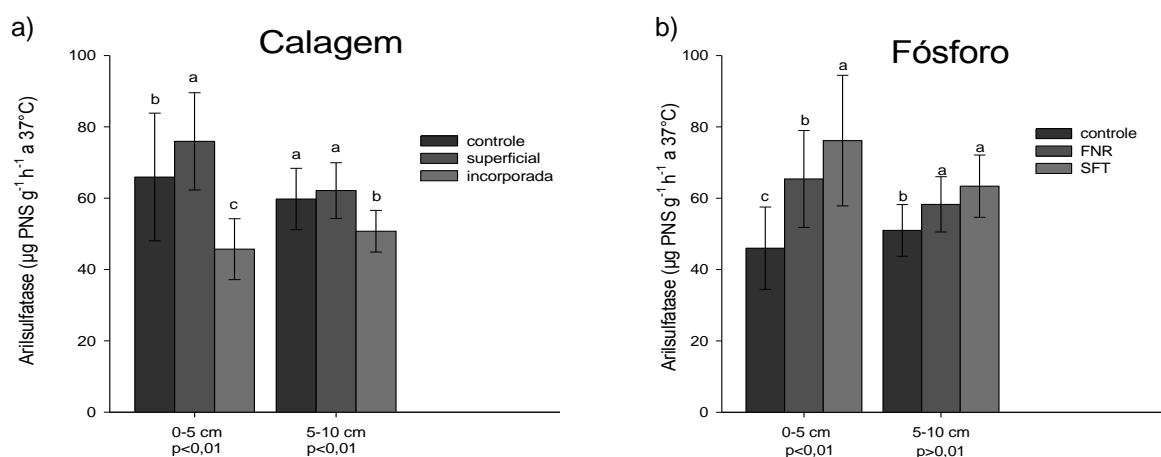 a)
Calagem
Arilsulfatase (µg PNS g⁻¹ h⁻¹ a 37°C)
100
80
60
40
20
0
b
a
c
a
a
b
controle
superficial
incorporada
0-5 cm
p<0,01
5-10 cm
p<0,01
b)
Fósforo
Arilsulfatase (µg PNS g⁻¹ h⁻¹ a 37°C)
100
80
60
40
20
0
c
b
a
b
a
a
controle
FNR
SFT
0-5 cm
p<0,01
5-10 cm
p>0,01